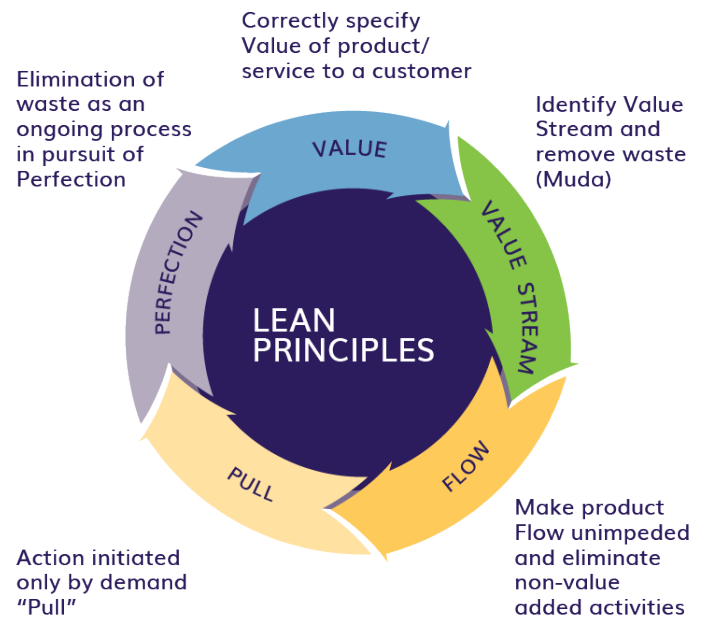 Correctly specify
Value of product/
service to a customer
Elimination of
waste as an
ongoing process
in pursuit of
Perfection
Identify Value
Stream and
remove waste
(Muda)
VALUE
VALUE STREAM
PERFECTION
LEAN
PRINCIPLES
FLOW
PULL
Make product
Flow unimpeded
and eliminate
non-value
added activities
Action initiated
only by demand
“Pull”